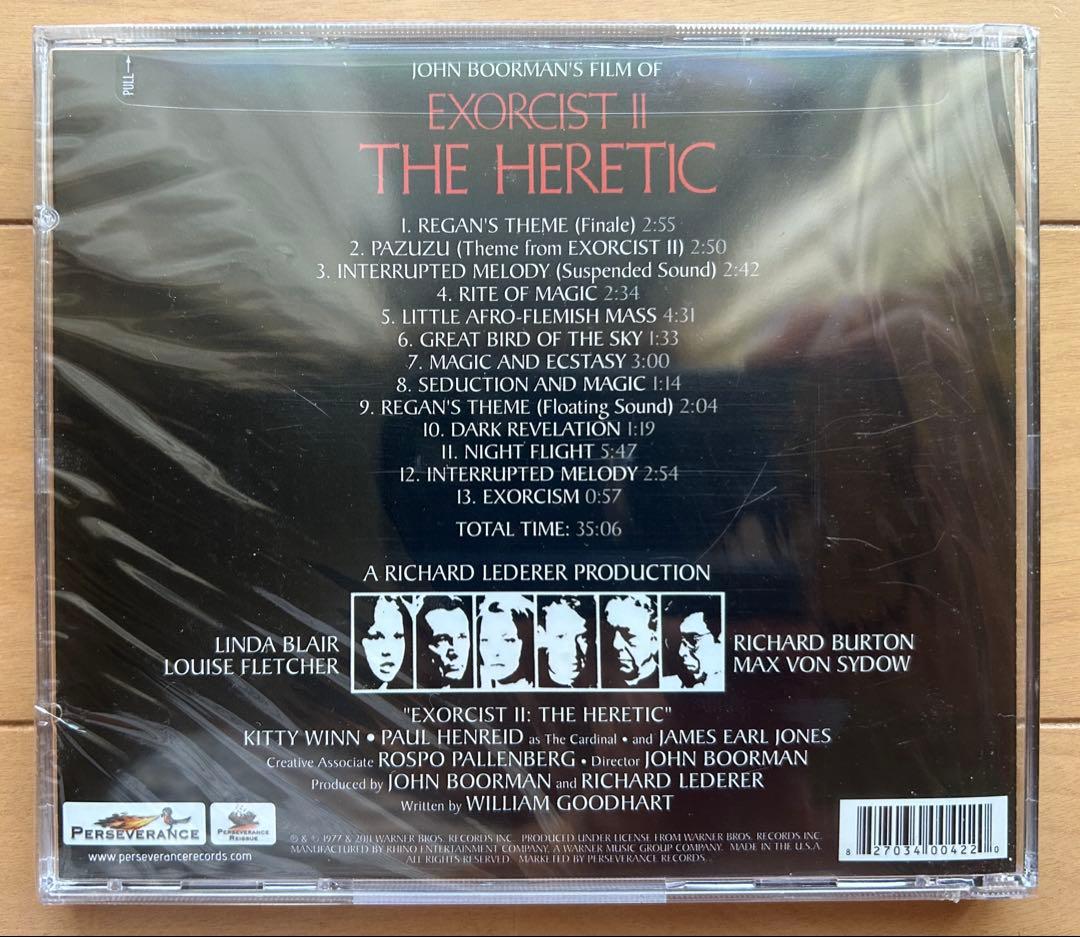 PULL→
JOHN BOORMAN'S FILM OF
EXORCIST II
THE HERETIC
1. REGAN'S THEME (Finale) 2:55
2. PAZUZU (Theme from EXORCIST II) 2:50
3. INTERRUPTED MELODY (Suspended Sound) 2:42
4. RITE OF MAGIC 2:34
5. LITTLE AFRO-FLEMISH MASS 4:31
6. GREAT BIRD OF THE SKY 1:33
7. MAGIC AND ECSTASY 3:00
8. SEDUCTION AND MAGIC 1:14
9. REGAN'S THEME (Floating Sound) 2:04
10. DARK REVELATION 1:19
11. NIGHT FLIGHT 5:47
12. INTERRUPTED MELODY 2:54
13. EXORCISM 0:57
TOTAL TIME: 35:06
A RICHARD LEDERER PRODUCTION
LINDA BLAIR
LOUISE FLETCHER
RICHARD BURTON
MAX VON SYDOW
"EXORCIST II: THE HERETIC"
KITTY WINN • PAUL HENREID as The Cardinal • and JAMES EARL JONES
Creative Associate ROSPO PALLENBERG • Director JOHN BOORMAN
Produced by JOHN BOORMAN and RICHARD LEDERER
Written by WILLIAM GOODHART
PERSEVERANCE
PERSEVERANCE
REISSUE
www.perseverancerecords.com
℗ & © 1977 & 2011 WARNER BROS. RECORDS INC. PRODUCED UNDER LICENSE FROM WARNER BROS. RECORDS INC.
MANUFACTURED BY RHINO ENTERTAINMENT COMPANY, A WARNER MUSIC GROUP COMPANY. MADE IN THE U.S.A.
ALL RIGHTS RESERVED. MARKETED BY PERSEVERANCE RECORDS.
8 27034 00422 0